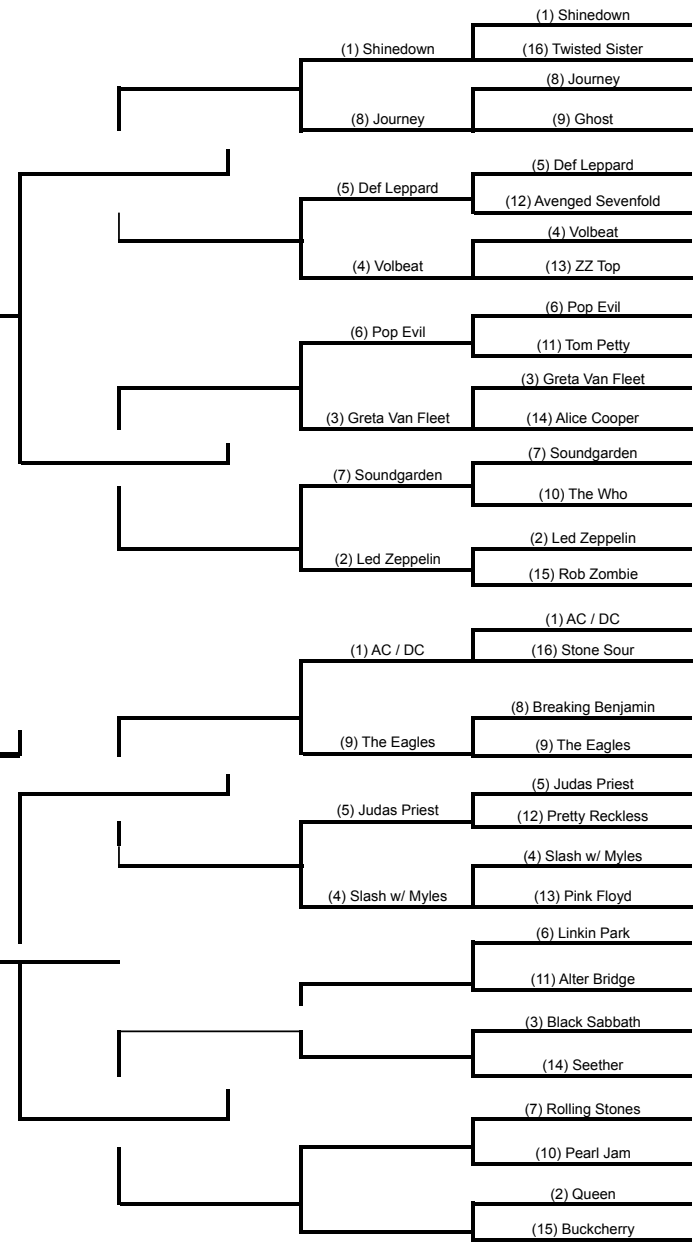 (1) Shinedown
(1) Shinedown
(16) Twisted Sister
(8) Journey
(8) Journey
(9) Ghost
(5) Def Leppard
(5) Def Leppard
(12) Avenged Sevenfold
(4) Volbeat
(4) Volbeat
(13) ZZ Top
(6) Pop Evil
(6) Pop Evil
(11) Tom Petty
(3) Greta Van Fleet
(3) Greta Van Fleet
(14) Alice Cooper
(7) Soundgarden
(7) Soundgarden
(10) The Who
(2) Led Zeppelin
(2) Led Zeppelin
(15) Rob Zombie
(1) AC / DC
(1) AC / DC
(16) Stone Sour
(8) Breaking Benjamin
(9) The Eagles
(9) The Eagles
(5) Judas Priest
(5) Judas Priest
(12) Pretty Reckless
(4) Slash w/ Myles
(4) Slash w/ Myles
(13) Pink Floyd
(6) Linkin Park
(11) Alter Bridge
(3) Black Sabbath
(14) Seether
(7) Rolling Stones
(10) Pearl Jam
(2) Queen
(15) Buckcherry